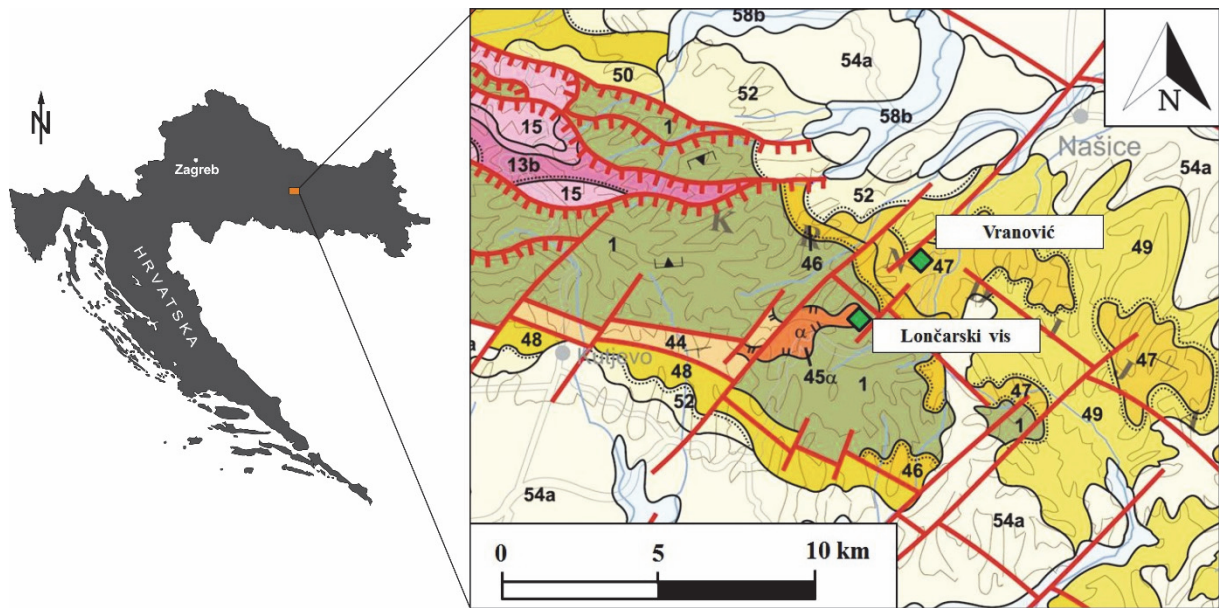 N
Zagreb
HRVATSKA
58b
54a
N
50
52
58b
1
15
Našice
13b
54a
15
52
K
R
Vranović
1
46
N
47
49
D
I
α
Lončarski vis
44
48
Kutjevo
a
J
47
48
45α
1
47
52
1
49
I
46
54a
54a
0 5 10 km